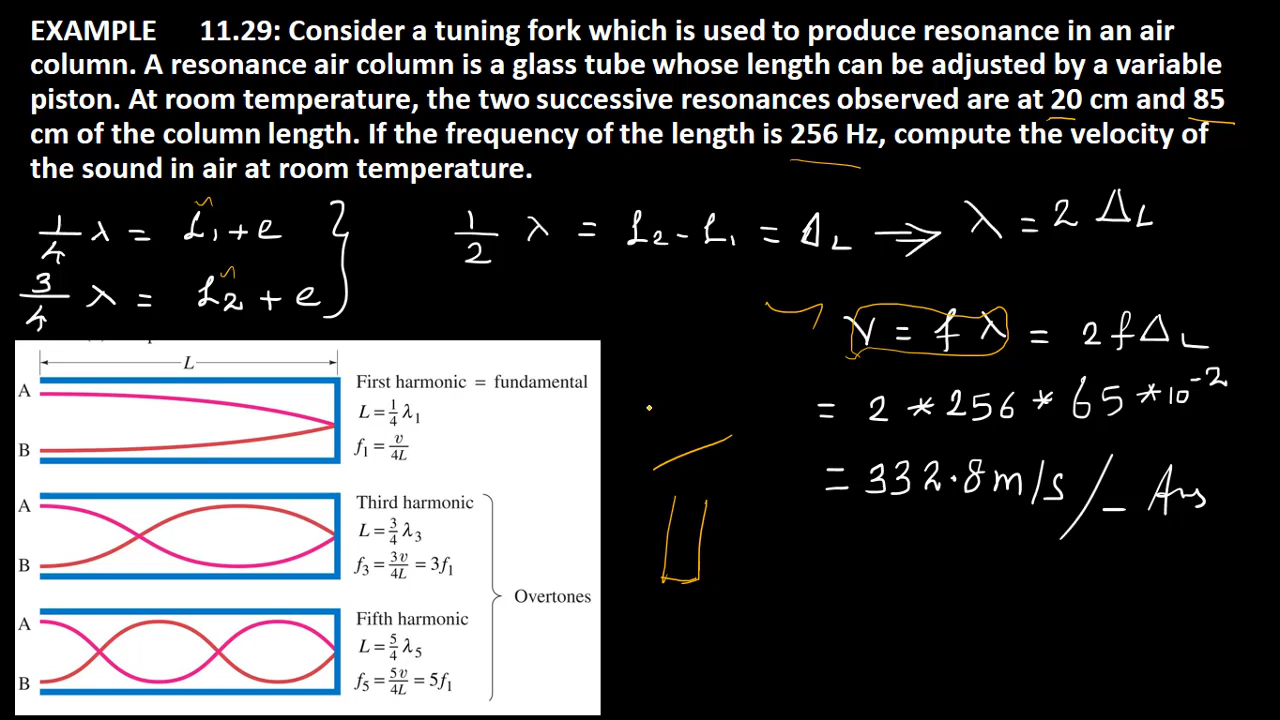 EXAMPLE 11.29: Consider a tuning fork which is used to produce resonance in an air
column. A resonance air column is a glass tube whose length can be adjusted by a variable
piston. At room temperature, the two successive resonances observed are at 20 cm and 85
cm of the column length. If the frequency of the length is 256 Hz, compute the velocity of
the sound in air at room temperature.
1/4 λ = L₁ + e
3/4 λ = L₂ + e
1/2 λ = L₂ - L₁ = ΔL ⇒ λ = 2 ΔL
v = f λ = 2 f ΔL
= 2 * 256 * 65 * 10⁻²
= 332.8 m/s // Ans
L
A
B
First harmonic = fundamental
L = 1/4 λ₁
f₁ = v/4L
A
B
Third harmonic
L = 3/4 λ₃
f₃ = 3v/4L = 3f₁
A
B
Fifth harmonic
L = 5/4 λ₅
f₅ = 5v/4L = 5f₁
Overtones